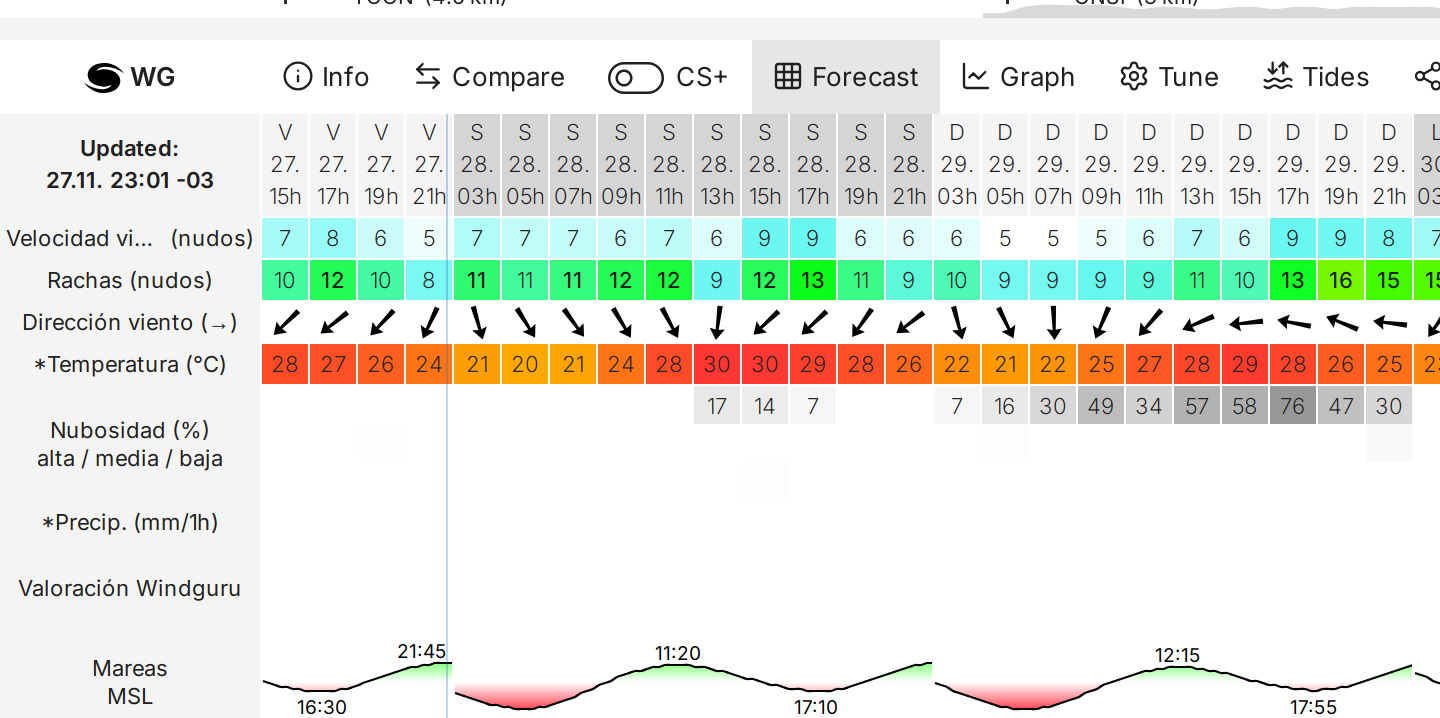 WG Info Compare CS+ Forecast Graph Tune Tides
Updated:
27.11. 23:01 -03
V V V V S S S S S S S S S S D D D D D D D D D D L
27. 27. 27. 27. 28. 28. 28. 28. 28. 28. 28. 28. 28. 28. 29. 29. 29. 29. 29. 29. 29. 29. 29. 29. 30
15h 17h 19h 21h 03h 05h 07h 09h 11h 13h 15h 17h 19h 21h 03h 05h 07h 09h 11h 13h 15h 17h 19h 21h 03
Velocidad vi... (nudos) 7 8 6 5 7 7 7 6 7 6 9 9 6 6 6 5 5 5 6 7 6 9 9 8 7
Rachas (nudos) 10 12 10 8 11 11 11 12 12 9 12 13 11 9 10 9 9 9 9 11 10 13 16 15 15
Dirección viento (→)
*Temperatura (°C) 28 27 26 24 21 20 21 24 28 30 30 29 28 26 22 21 22 25 27 28 29 28 26 25 23
17 14 7 7 16 30 49 34 57 58 76 47 30
Nubosidad (%)
alta / media / baja
*Precip. (mm/1h)
Valoración Windguru
21:45 11:20 12:15
Mareas
MSL
16:30 17:10 17:55